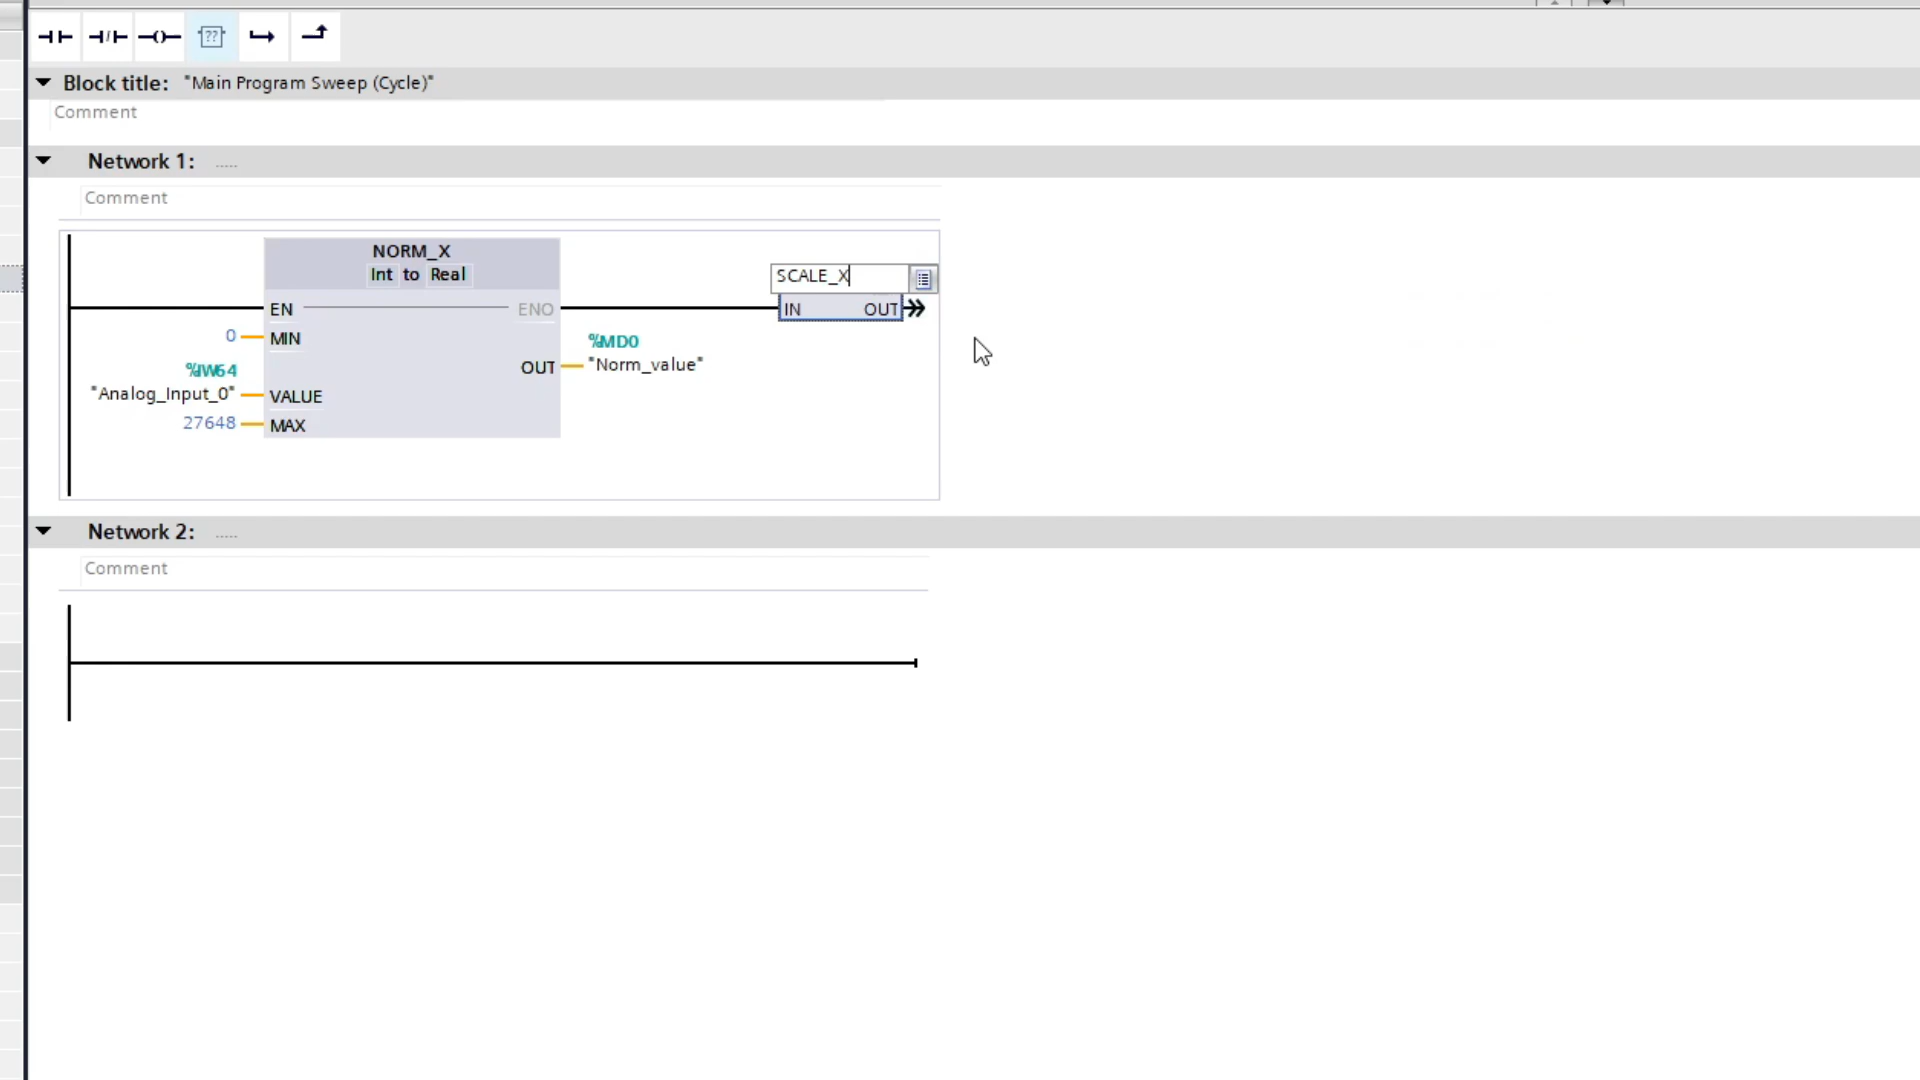 ??
Block title: "Main Program Sweep (Cycle)"
Comment
Network 1: .....
Comment
NORM_X
Int to Real
SCALE_X
EN ENO
IN OUT
0 MIN
%MD0
OUT "Norm_value"
%IW64
"Analog_Input_0" VALUE
27648 MAX
Network 2: .....
Comment